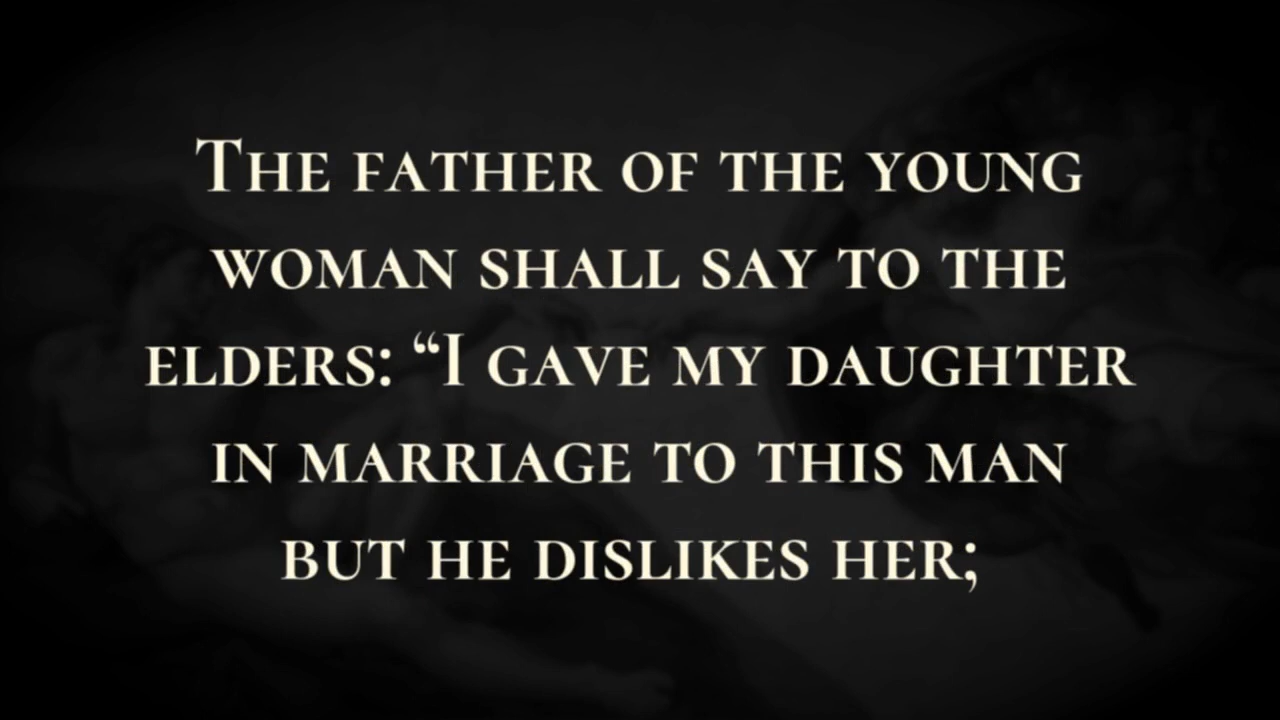 The father of the young
woman shall say to the
elders: “I gave my daughter
in marriage to this man
but he dislikes her;